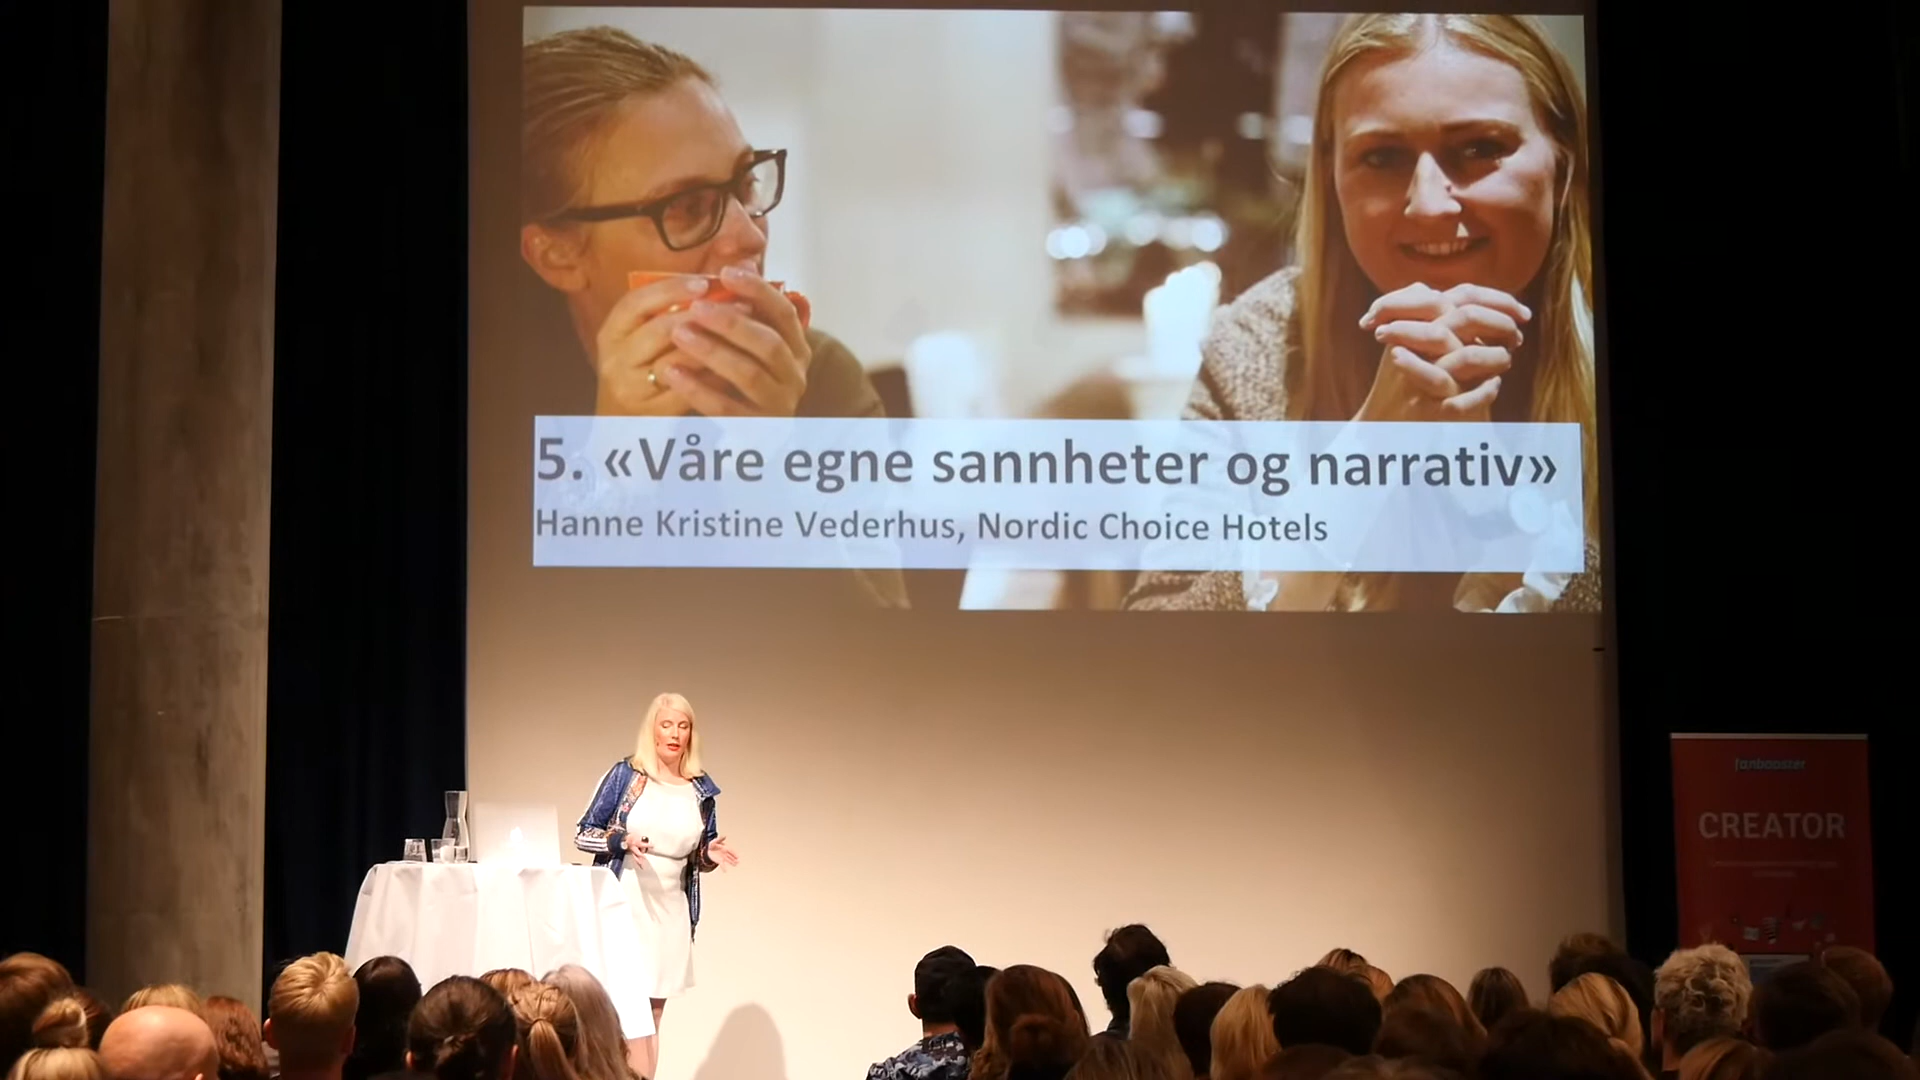 5. «Våre egne sannheter og narrativ»
Hanne Kristine Vederhus, Nordic Choice Hotels
fanbooster
CREATOR